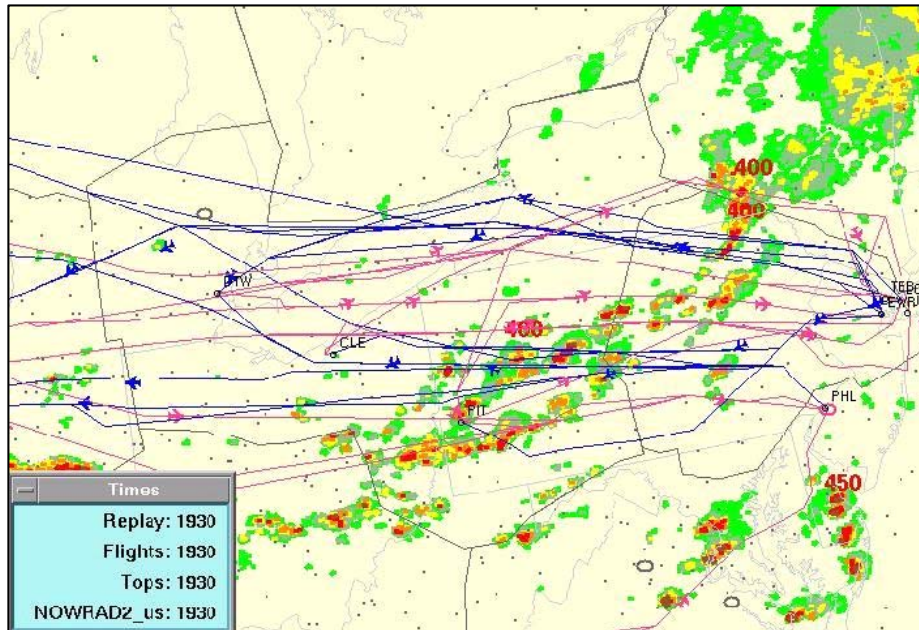 400
400
DTW
TEB
EWR
400
CLE
PIT
PHL
450
Times
Replay: 1930
Flights: 1930
Tops: 1930
NOWRAD2_us: 1930